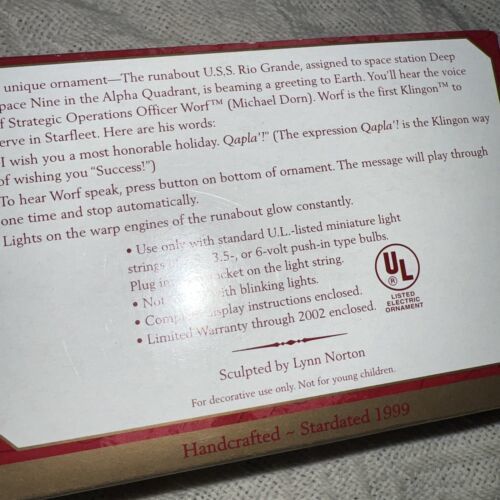 unique ornament—The runabout U.S.S. Rio Grande, assigned to space station Deep
pace Nine in the Alpha Quadrant, is beaming a greeting to Earth. You'll hear the voice
f Strategic Operations Officer Worf™ (Michael Dorn). Worf is the first Klingon™ to
erve in Starfleet. Here are his words:
I wish you a most honorable holiday. Qapla'!" (The expression Qapla'! is the Klingon way
of wishing you "Success!")
To hear Worf speak, press button on bottom of ornament. The message will play through
one time and stop automatically.
Lights on the warp engines of the runabout glow constantly.
• Use only with standard U.L.-listed miniature light
strings 3.5-, or 6-volt push-in type bulbs.
Plug in cket on the light string.
• Not with blinking lights.
• Comp display instructions enclosed.
• Limited Warranty through 2002 enclosed.
UL
®
LISTED
ELECTRIC
ORNAMENT
Sculpted by Lynn Norton
For decorative use only. Not for young children.
Handcrafted ~ Stardated 1999